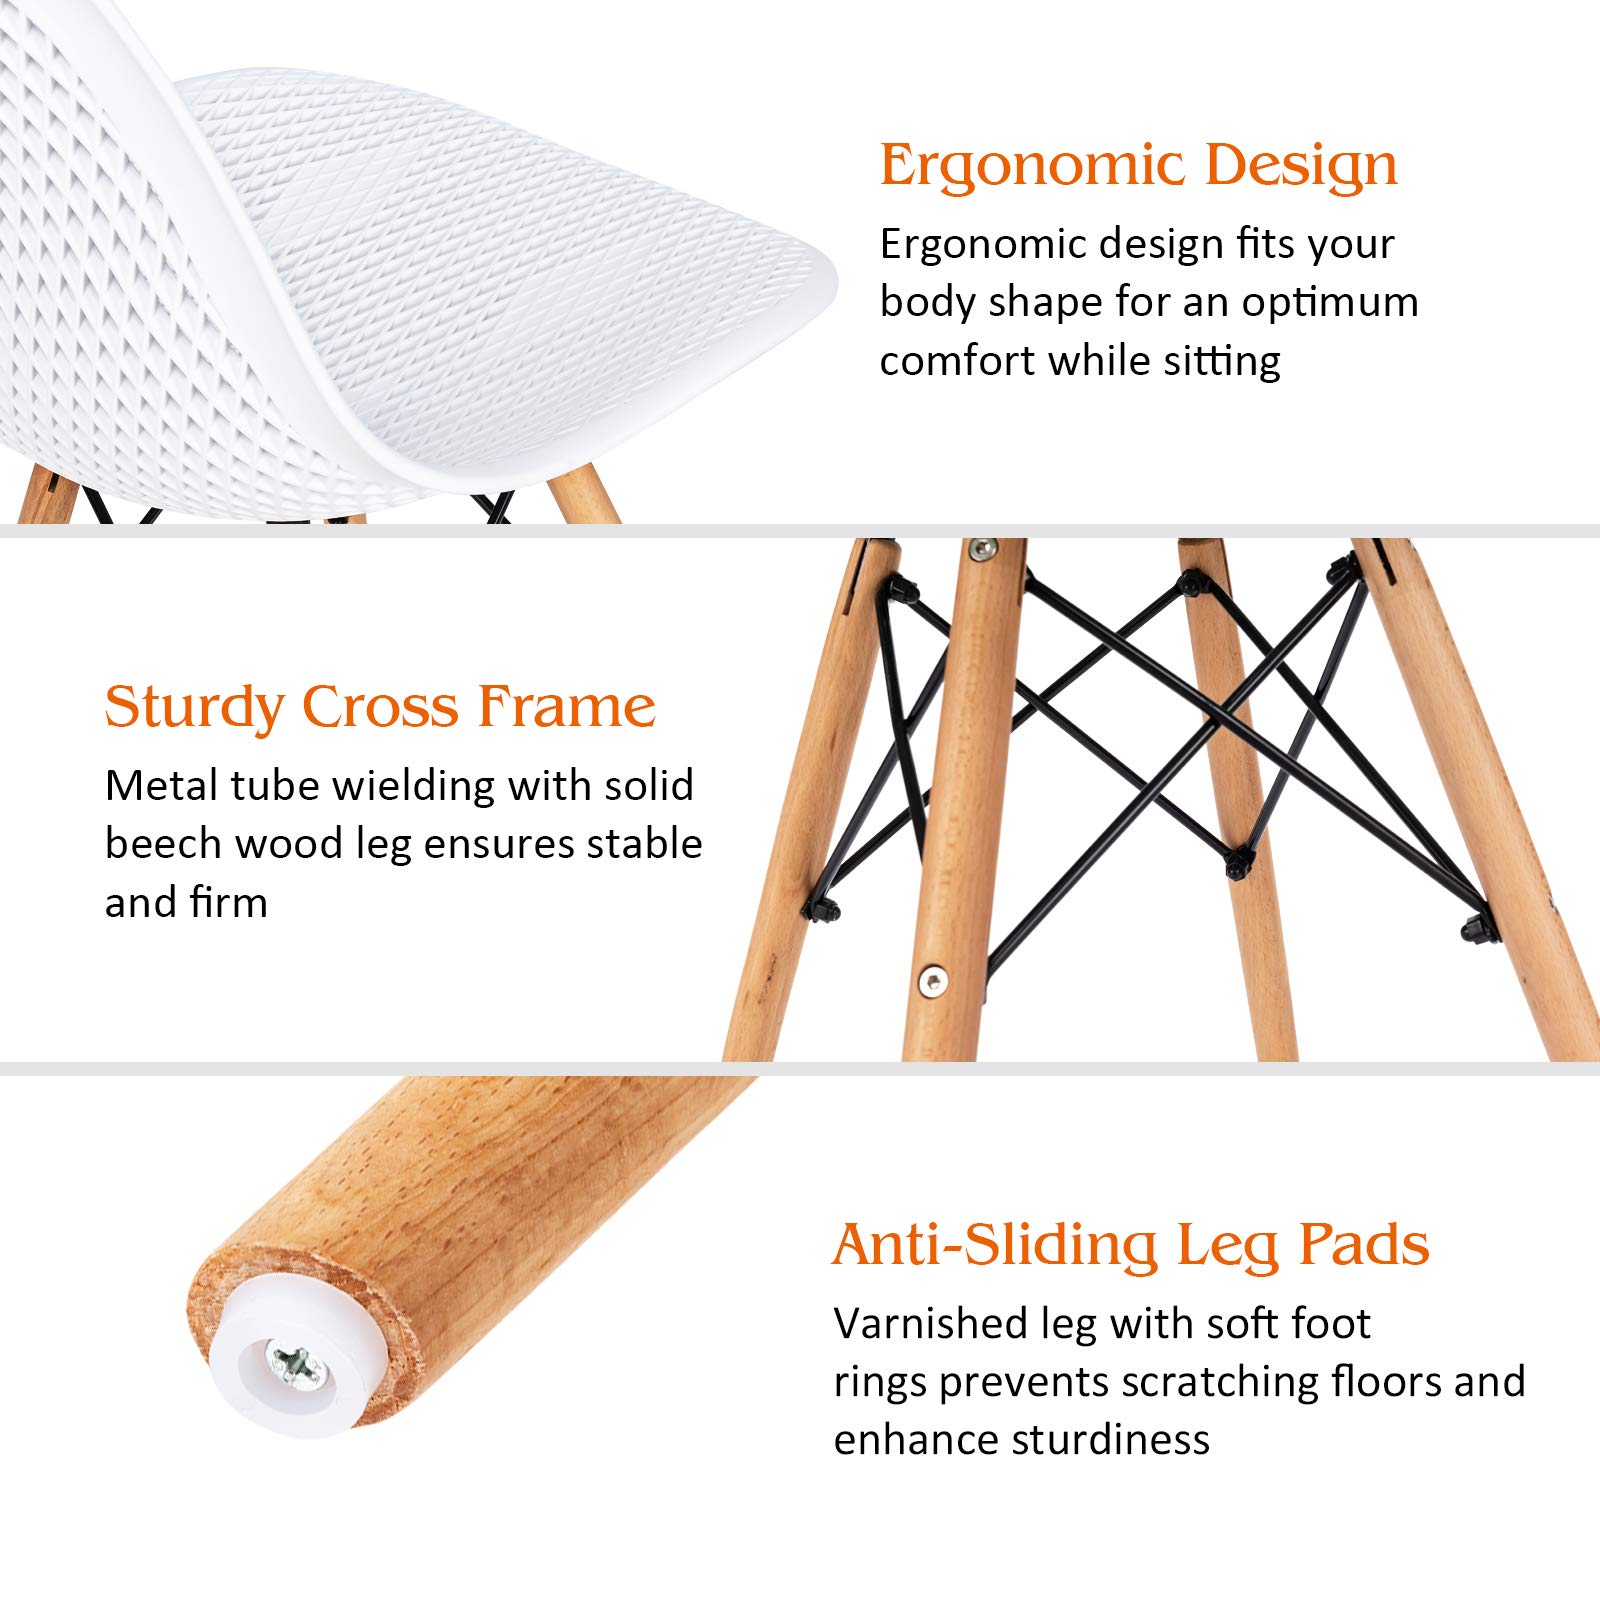 Ergonomic Design
Ergonomic design fits your
body shape for an optimum
comfort while sitting
Sturdy Cross Frame
Metal tube wielding with solid
beech wood leg ensures stable
and firm
Anti-Sliding Leg Pads
Varnished leg with soft foot
rings prevents scratching floors and
enhance sturdiness